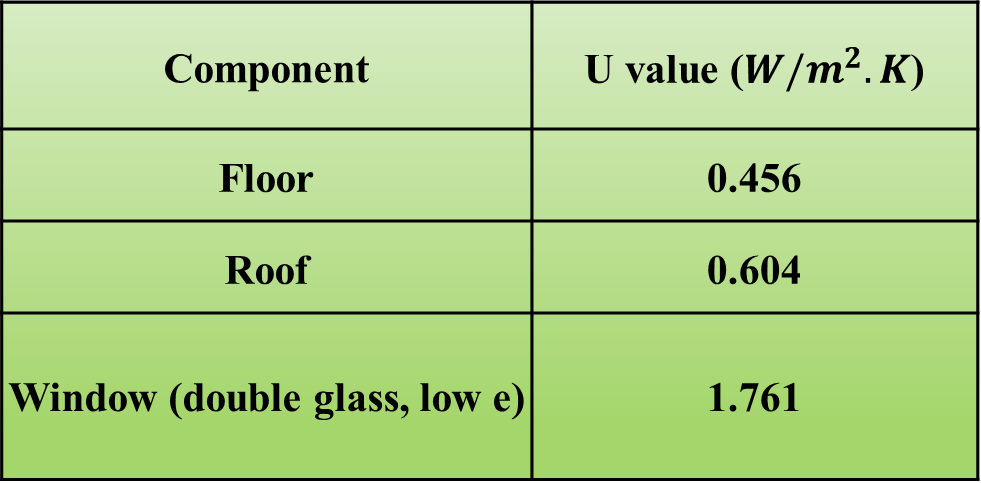 Component U value (W/m². K)
Floor 0.456
Roof 0.604
Window (double glass, low e) 1.761